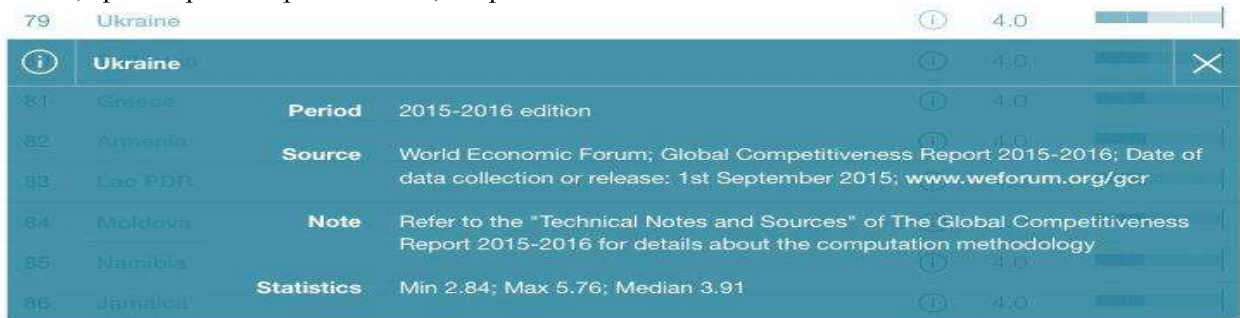 79 Ukraine 4.0
Ukraine
4.0
81 Greece 4.0
Period 2015-2016 edition
82 Armenia
Source World Economic Forum; Global Competitiveness Report 2015-2016; Date of
83 Lao PDR data collection or release: 1st September 2015; www.weforum.org/gcr
84 Moldova Note Refer to the "Technical Notes and Sources" of The Global Competitiveness
Report 2015-2016 for details about the computation methodology
85 Namibia 4.0
Statistics Min 2.84; Max 5.76; Median 3.91
86 Jamaica 4.0